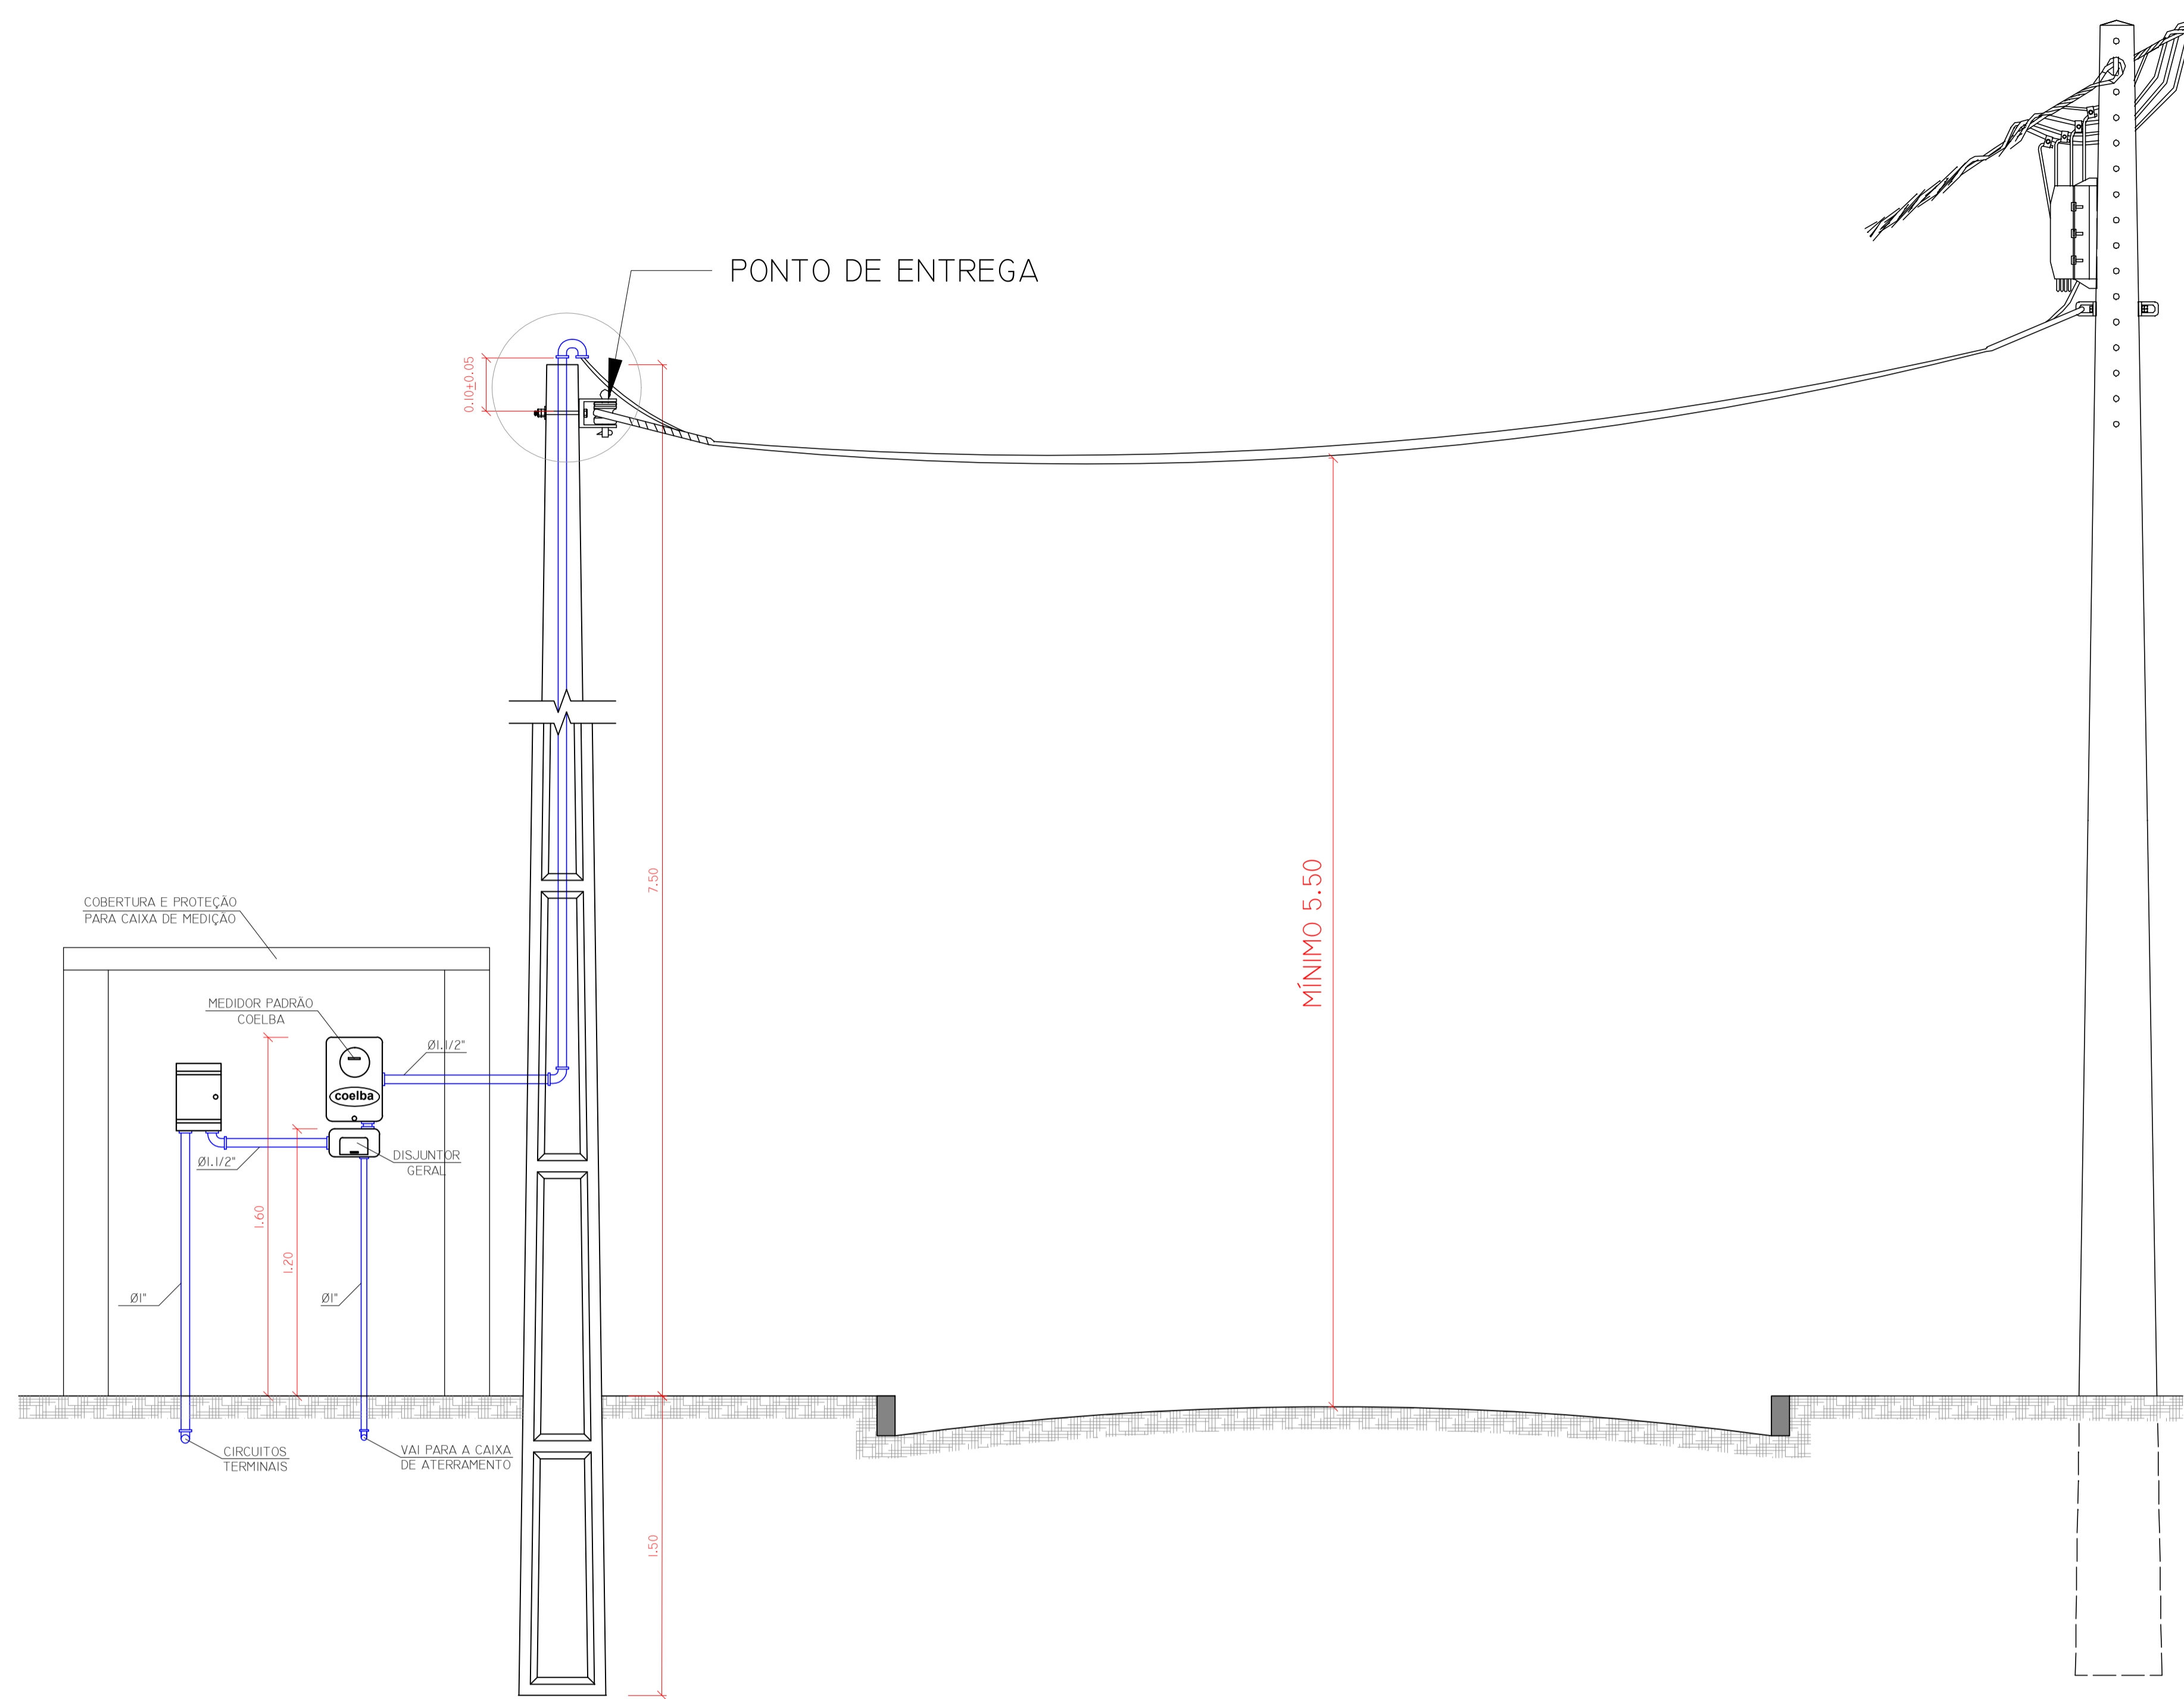 PONTO DE ENTREGA
0.10±0.05
7.50
MÍNIMO 5.50
COBERTURA E PROTEÇÃO
PARA CAIXA DE MEDIÇÃO
MEDIDOR PADRÃO
COELBA
Ø1.1/2"
coelba
DISJUNTOR
GERAL
Ø1.1/2"
1.60
1.20
Ø1"
Ø1"
CIRCUITOS
TERMINAIS
VAI PARA A CAIXA
DE ATERRAMENTO
1.50